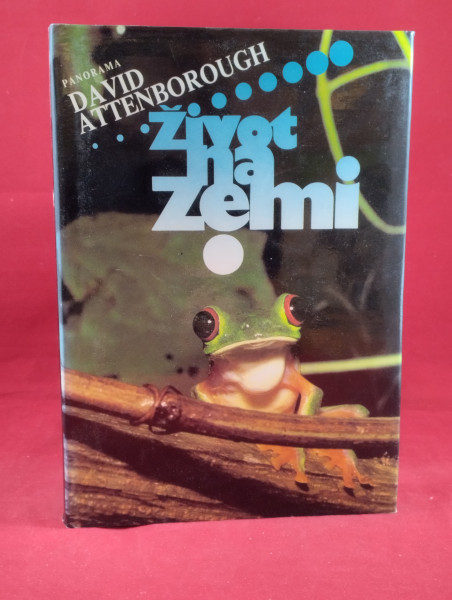 PANORAMA
DAVID
ATTENBOROUGH
Život
na
Zemi